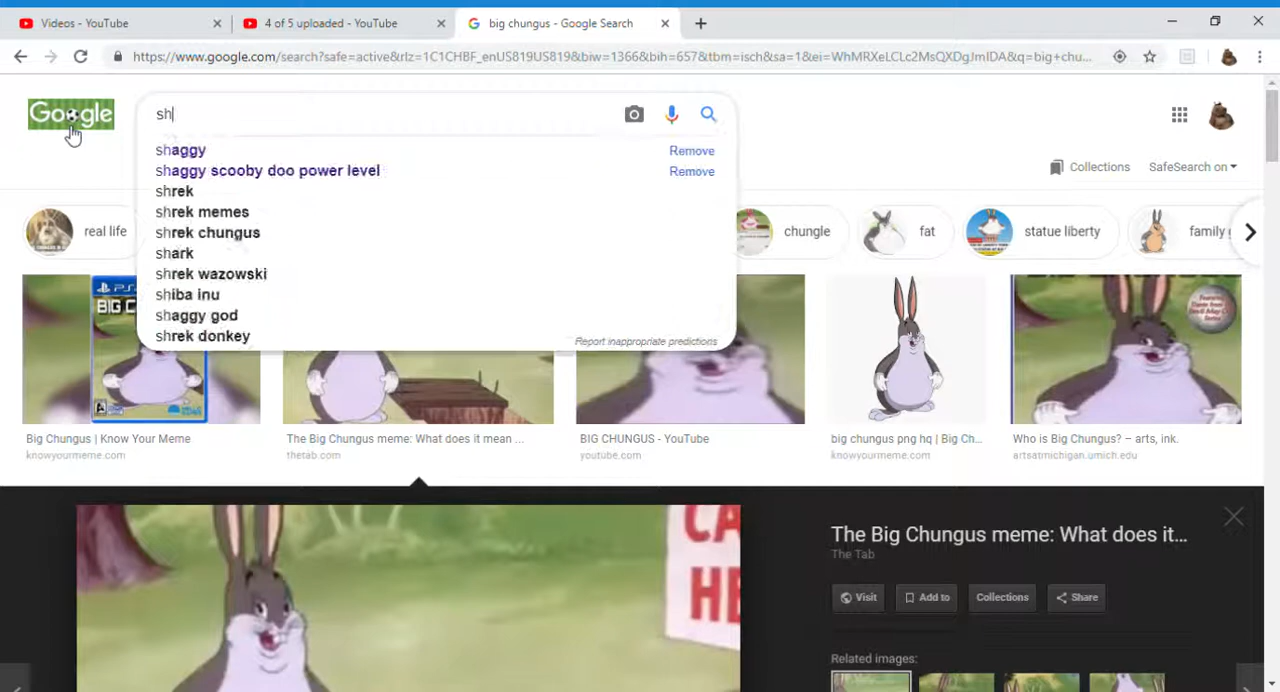 Videos - YouTube
4 of 5 uploaded - YouTube
big chungus - Google Search
https://www.google.com/search?safe=active&rlz=1C1CHBF_enUS819US819&biw=1366&bih=657&tbm=isch&sa=1&ei=WhMRXeLCLc2MsQXDgJmIDA&q=big+chu...
Google
sh
shaggy Remove
shaggy scooby doo power level Remove
shrek
shrek memes
shrek chungus
shark
shrek wazowski
shiba inu
shaggy god
shrek donkey
Report inappropriate predictions
Collections
SafeSearch on
real life
chungle
fat
statue liberty
family
PS4
BIG C
Big Chungus | Know Your Meme
knowyourmeme.com
The Big Chungus meme: What does it mean ...
thetab.com
BIG CHUNGUS - YouTube
youtube.com
big chungus png hq | Big Ch...
knowyourmeme.com
Who is Big Chungus? – arts, ink.
artsatmichigan.umich.edu
CA
HE
The Big Chungus meme: What does it...
The Tab
Visit
Add to
Collections
Share
Related images: